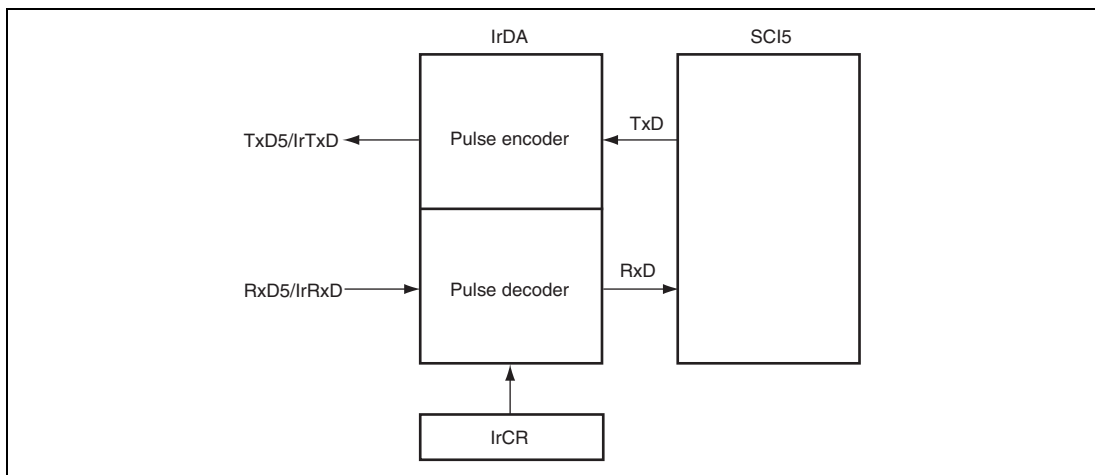 IrDA
SCI5
TxD5/IrTxD
Pulse encoder
TxD
RxD5/IrRxD
Pulse decoder
RxD
IrCR